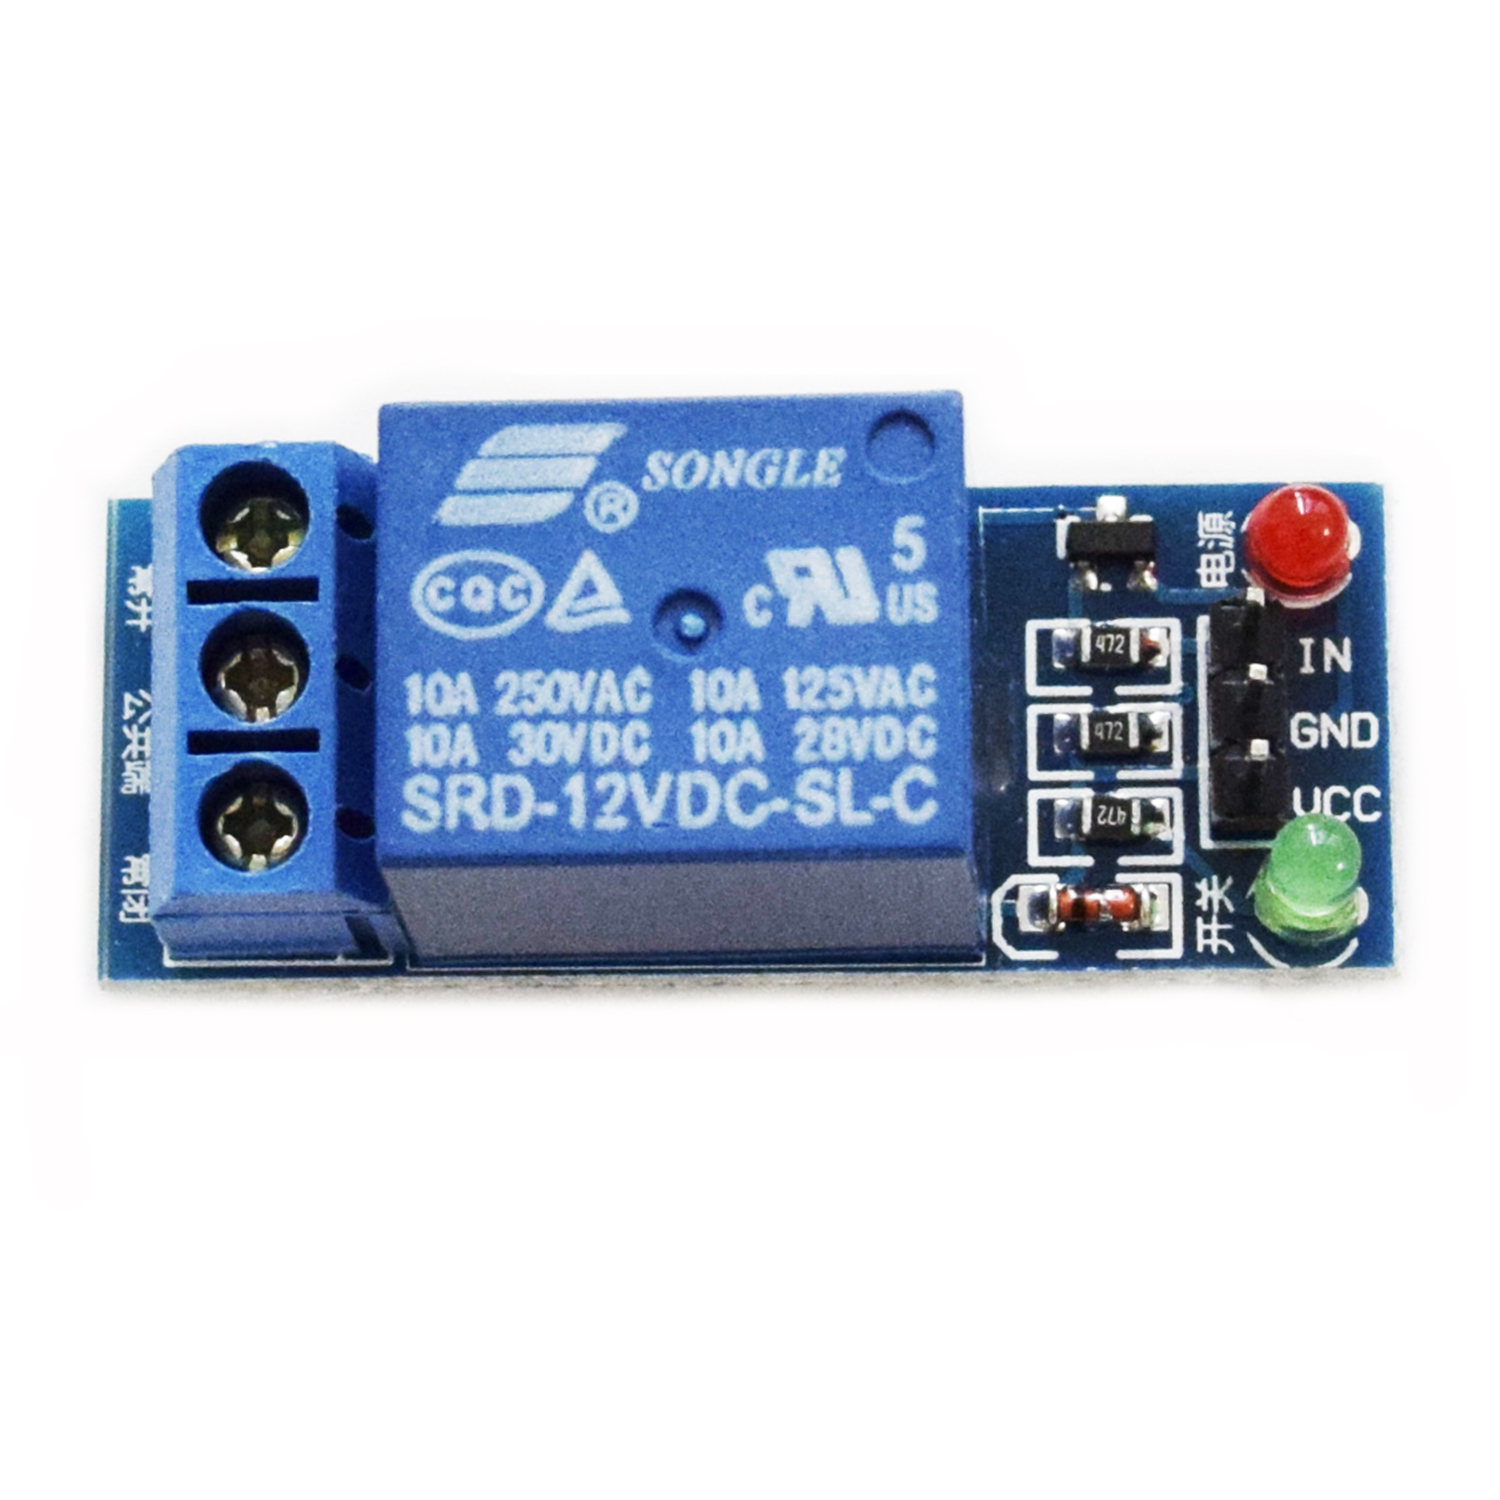 SONGLE
®
5
CQC
C US
10A 250VAC 10A 125VAC
10A 30VDC 10A 28VDC
SRD-12VDC-SL-C
常开
公共端
常闭
电源
472
472
472
IN
GND
VCC
开关